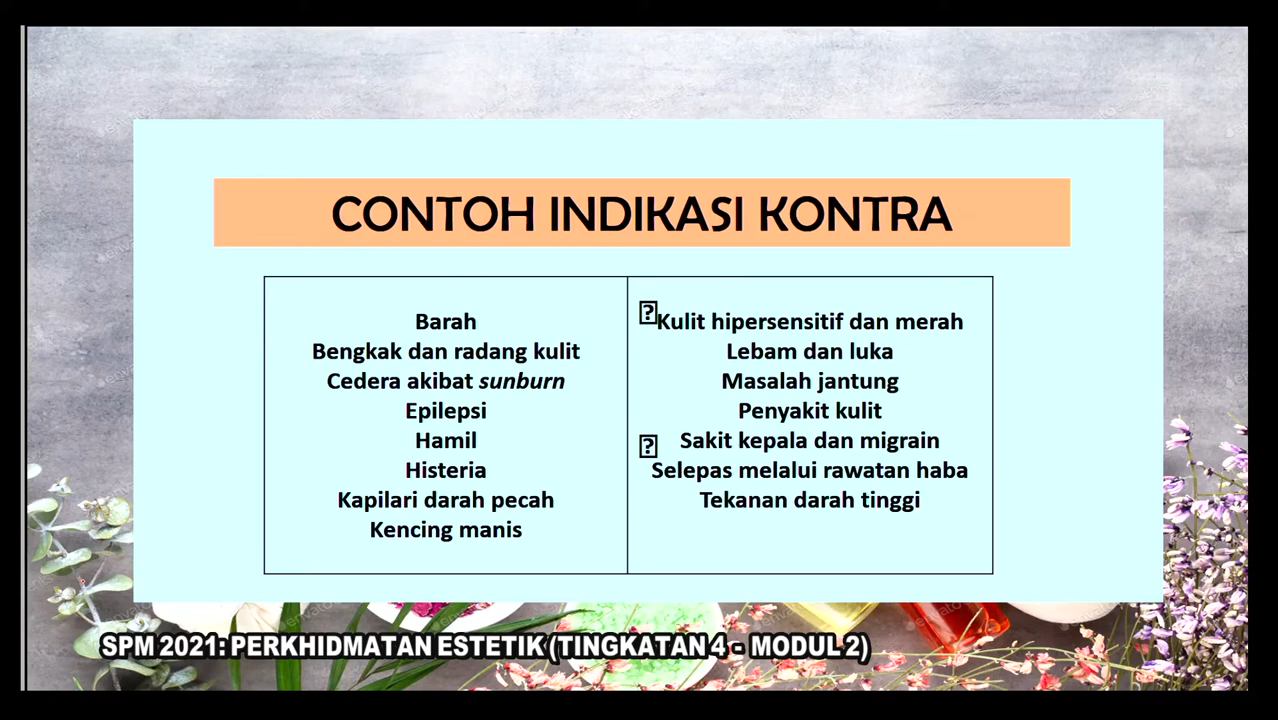 CONTOH INDIKASI KONTRA
Barah
Bengkak dan radang kulit
Cedera akibat sunburn
Epilepsi
Hamil
Histeria
Kapilari darah pecah
Kencing manis
Kulit hipersensitif dan merah
Lebam dan luka
Masalah jantung
Penyakit kulit
Sakit kepala dan migrain
Selepas melalui rawatan haba
Tekanan darah tinggi
SPM 2021: PERKHIDMATAN ESTETIK (TINGKATAN 4 - MODUL 2)